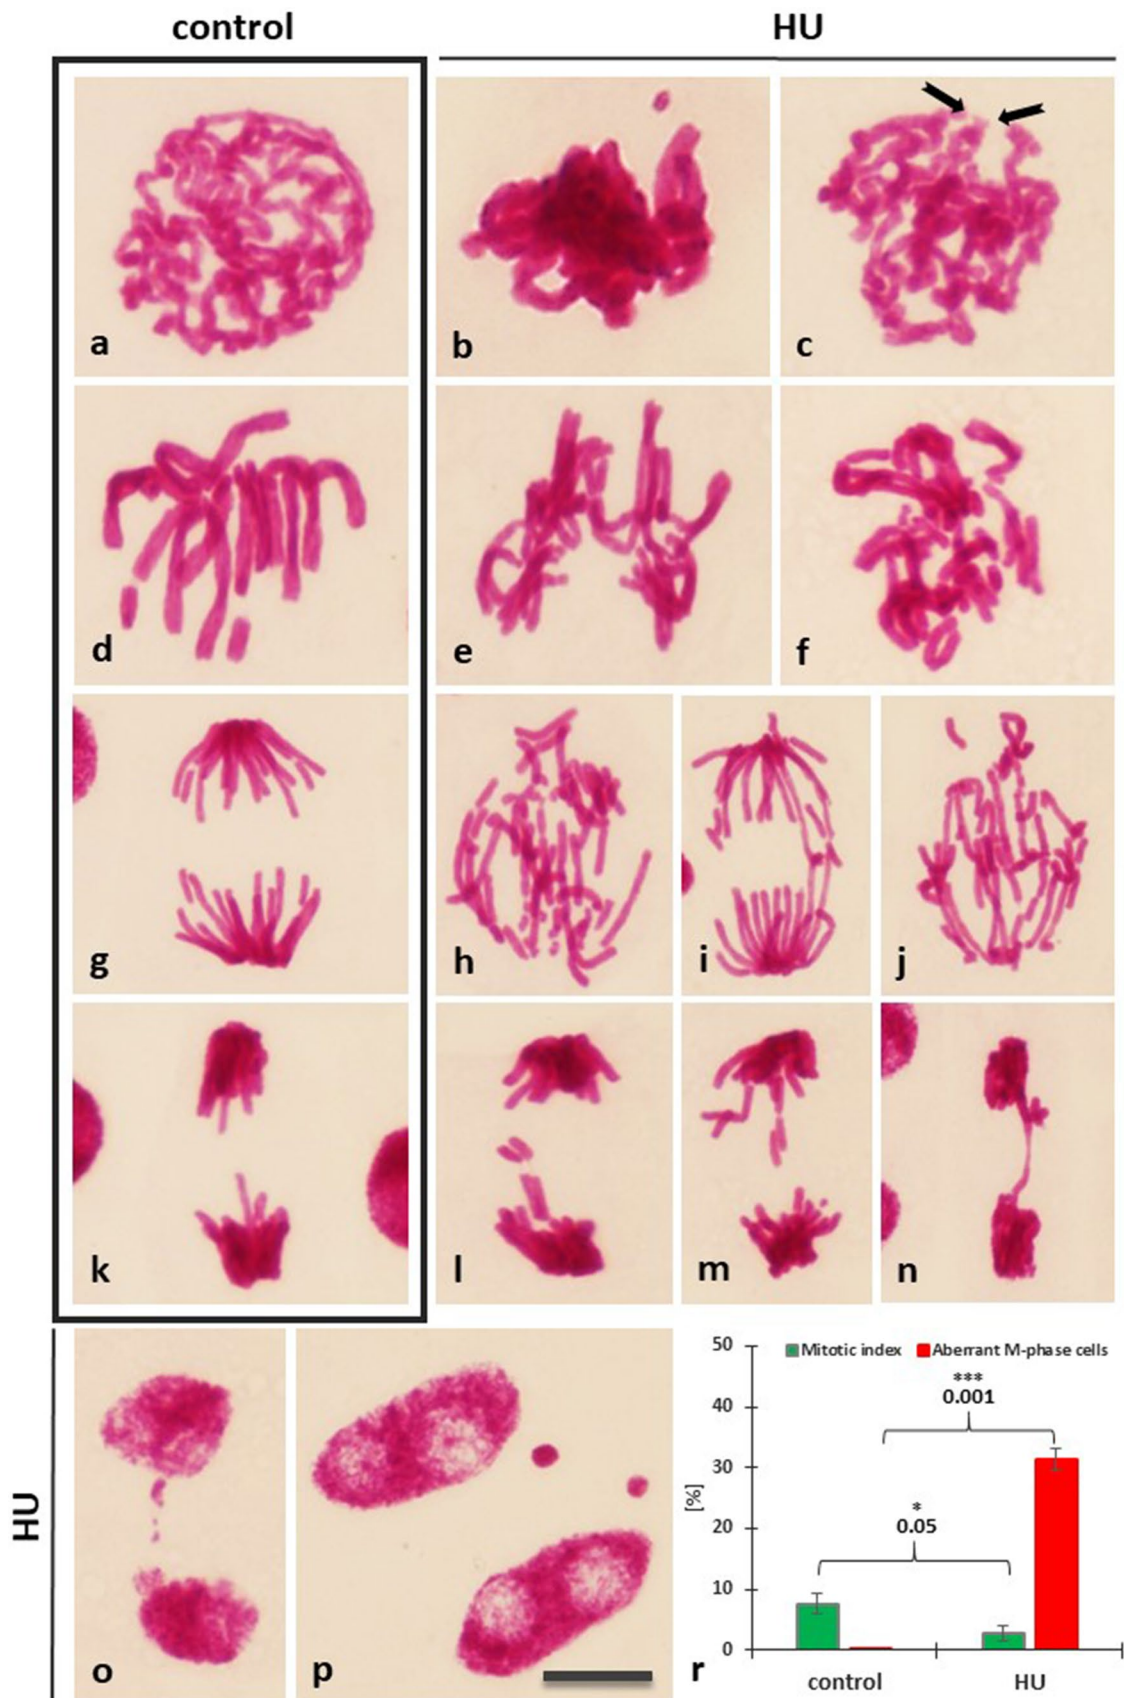 control
HU
a
b
c
d
e
f
g
h
i
j
k
l
m
n
HU
o
p
r
50
40
30
20
10
0
[%]
Mitotic index
Aberrant M-phase cells
***
0.001
*
0.05
control
HU